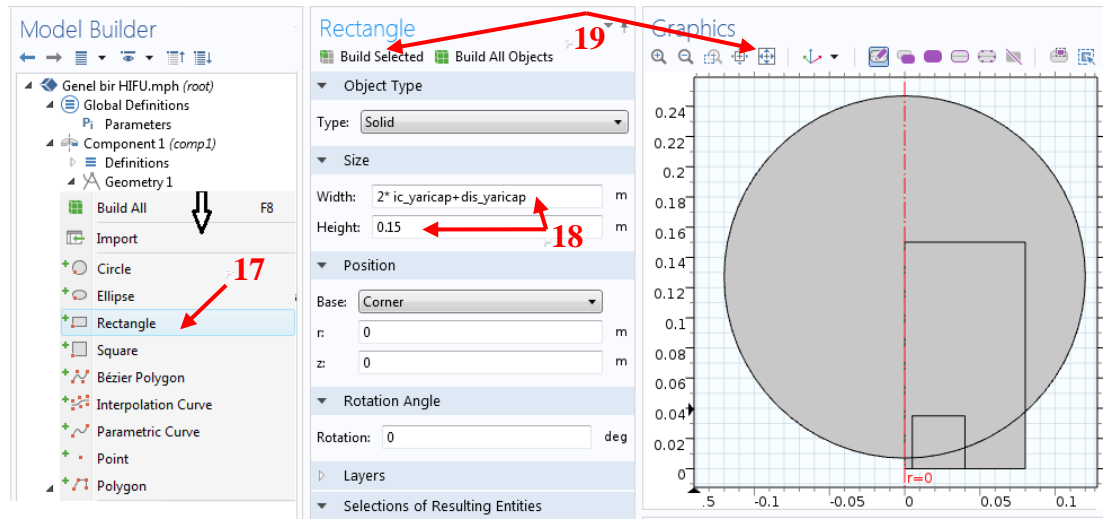 Model Builder
Genel bir HIFU.mph (root)
Global Definitions
Pi Parameters
Component 1 (comp1)
Definitions
Geometry 1
Build All F8
Import
Circle
17
Ellipse
Rectangle
Square
Bézier Polygon
Interpolation Curve
Parametric Curve
Point
Polygon
Rectangle
19
Build Selected Build All Objects
Object Type
Type: Solid
Size
Width: 2* ic_yaricap+dis_yaricap m
Height: 0.15 m
18
Position
Base: Corner
r: 0 m
z: 0 m
Rotation Angle
Rotation: 0 deg
Layers
Selections of Resulting Entities
Graphics
0.24
0.22
0.2
0.18
0.16
0.14
0.12
0.1
0.08
0.06
0.04
0.02
0
r=0
.5 -0.1 -0.05 0 0.05 0.1